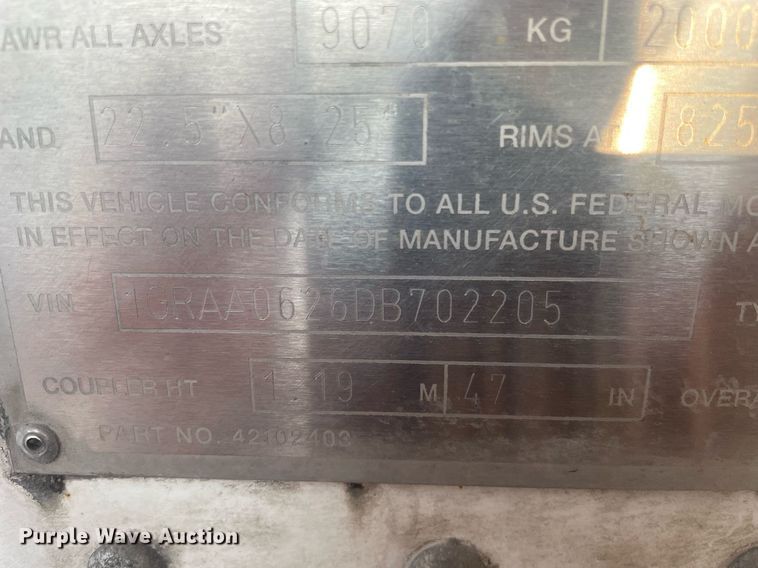 AWR ALL AXLES 9070 KG 2000
AND 22.5"X8.25" RIMS A 825
THIS VEHICLE CONFORMS TO ALL U.S. FEDERAL MO
IN EFFECT ON THE DATE OF MANUFACTURE SHOWN A
VIN 1GRAA0626DB702205 TY
COUPLER HT 1.19 M 47 IN OVERA
PART NO. 42102403
Purple Wave Auction